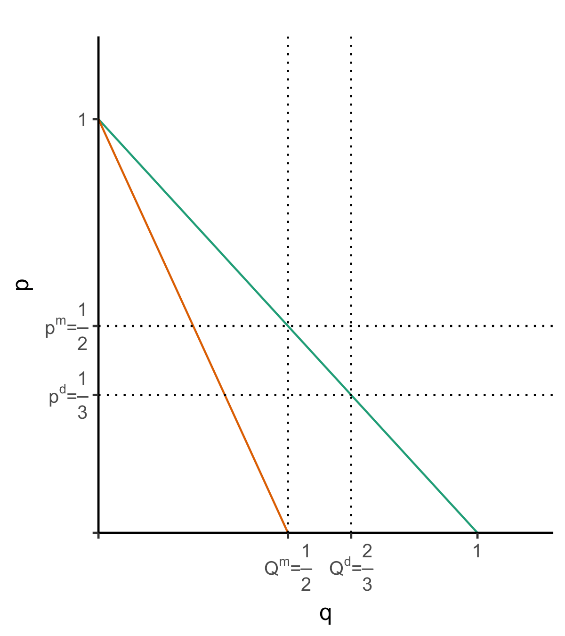 1
p
p^m=1/2
p^d=1/3
Q^m=1/2 Q^d=2/3 1
q